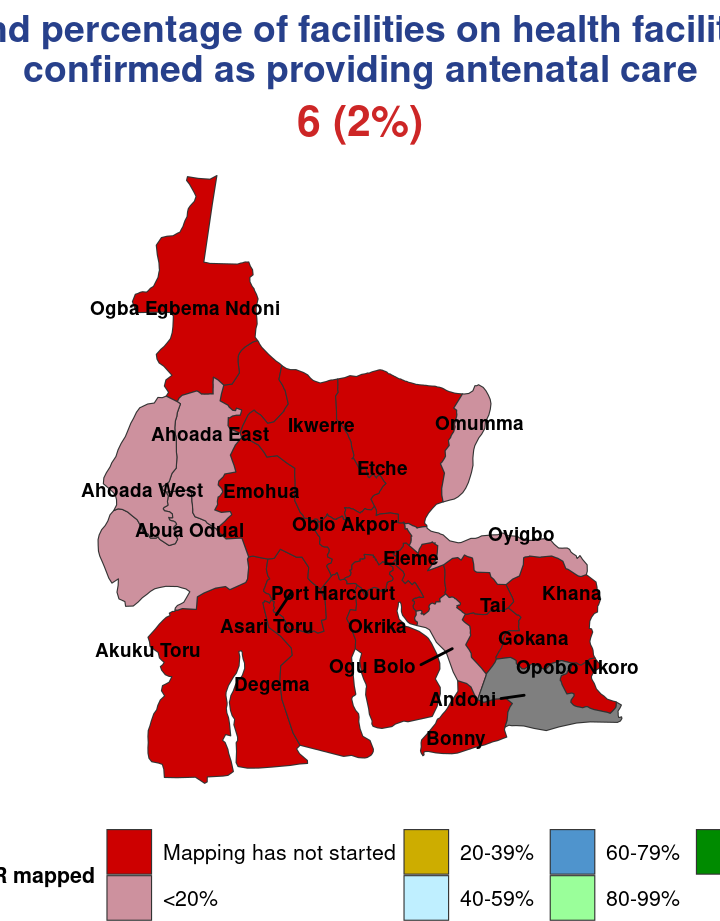 nd percentage of facilities on health facilit
confirmed as providing antenatal care
6 (2%)
Ogba Egbema Ndoni
Ikwerre
Omumma
Ahoada East
Etche
Ahoada West
Emohua
Abua Odual
Obio Akpor
Oyigbo
Eleme
Port Harcourt
Khana
Tai
Asari Toru
Okrika
Gokana
Akuku Toru
Ogu Bolo
Opobo Nkoro
Degema
Andoni
Bonny
R mapped
Mapping has not started
20-39%
60-79%
<20%
40-59%
80-99%